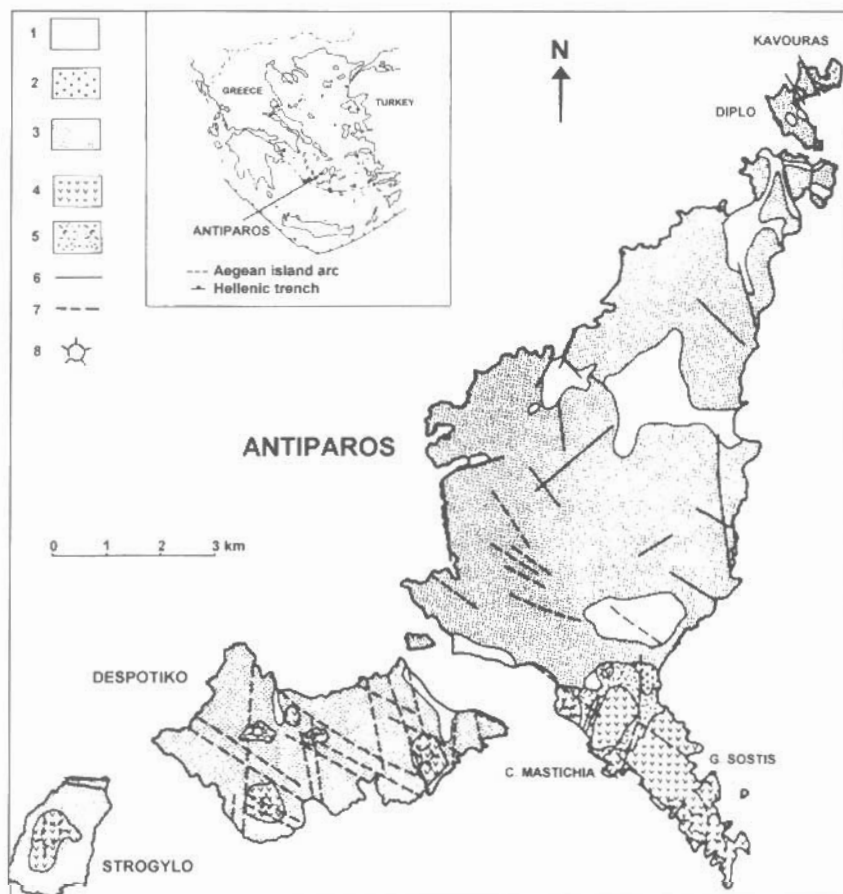 1
2
3
4
5
6
7
8
GREECE
TURKEY
ANTIPAROS
Aegean island arc
Hellenic trench
N
KAVOURAS
DIPLO
ANTIPAROS
0 1 2 3 km
DESPOTIKO
C. MASTICHIA
G. SOSTIS
STROGYLO